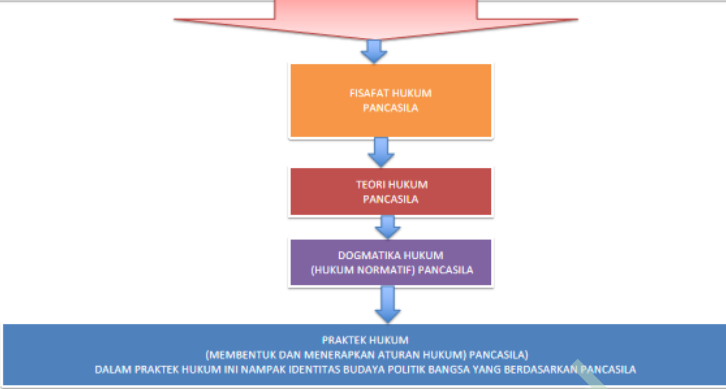 FISAFAT HUKUM
PANCASILA
TEORI HUKUM
PANCASILA
DOGMATIKA HUKUM
(HUKUM NORMATIF) PANCASILA
PRAKTEK HUKUM
(MEMBENTUK DAN MENERAPKAN ATURAN HUKUM) PANCASILA)
DALAM PRAKTEK HUKUM INI NAMPAK IDENTITAS BUDAYA POLITIK BANGSA YANG BERDASARKAN PANCASILA